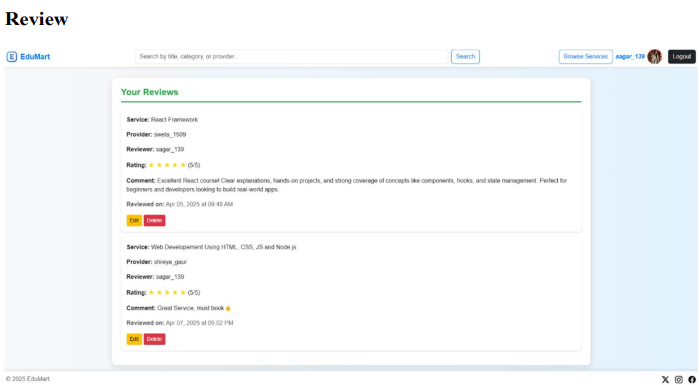 Review
E EduMart
Search by title, category, or provider...
Search
Browse Services
sagar_139
Logout
Your Reviews
Service: React Framework
Provider: sweta_1509
Reviewer: sagar_139
Rating: ★ ★ ★ ★ ★ (5/5)
Comment: Excellent React course! Clear explanations, hands-on projects, and strong coverage of concepts like components, hooks, and state management. Perfect for
beginners and developers looking to build real-world apps.
Reviewed on: Apr 05, 2025 at 09:48 AM
Edit Delete
Service: Web Developement Using HTML, CSS, JS and Node js
Provider: shreya_gaur
Reviewer: sagar_139
Rating: ★ ★ ★ ★ ★ (5/5)
Comment: Great Service, must book👍
Reviewed on: Apr 07, 2025 at 05:02 PM
Edit Delete
© 2025 EduMart